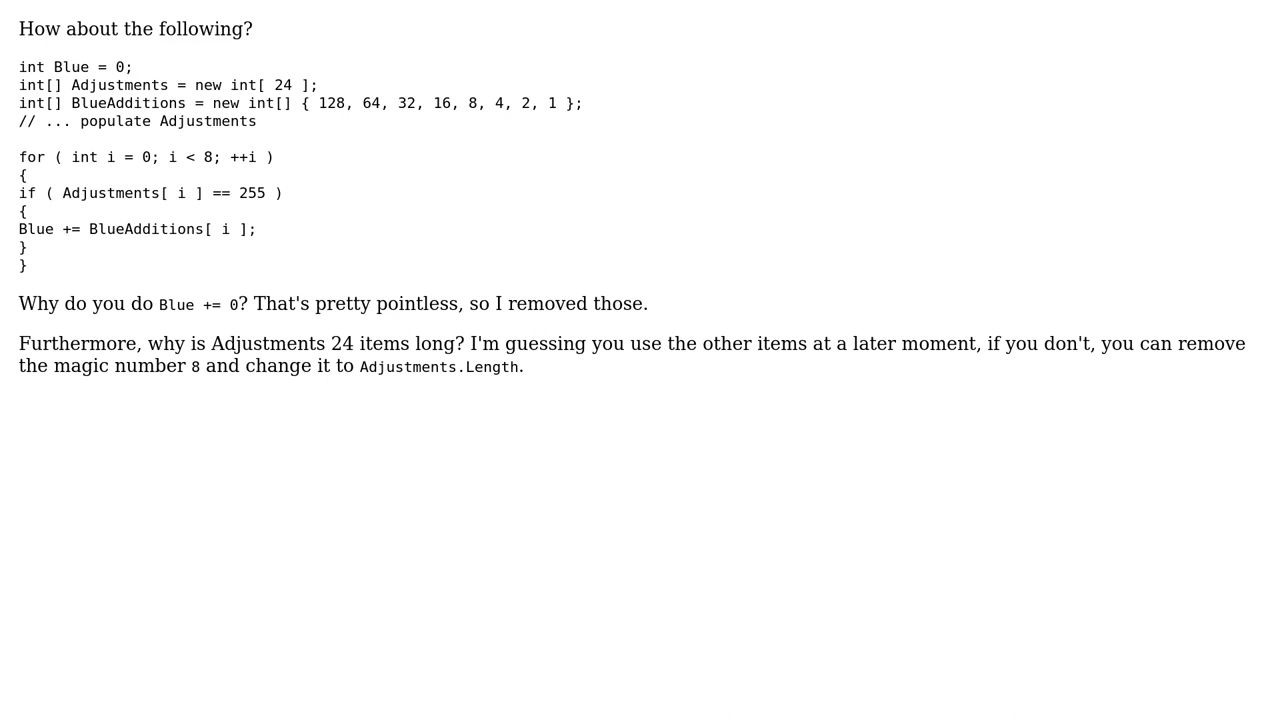 How about the following?
int Blue = 0;
int[] Adjustments = new int[ 24 ];
int[] BlueAdditions = new int[] { 128, 64, 32, 16, 8, 4, 2, 1 };
// ... populate Adjustments
for ( int i = 0; i < 8; ++i )
{
if ( Adjustments[ i ] == 255 )
{
Blue += BlueAdditions[ i ];
}
}
Why do you do Blue += 0? That's pretty pointless, so I removed those.
Furthermore, why is Adjustments 24 items long? I'm guessing you use the other items at a later moment, if you don't, you can remove
the magic number 8 and change it to Adjustments.Length.